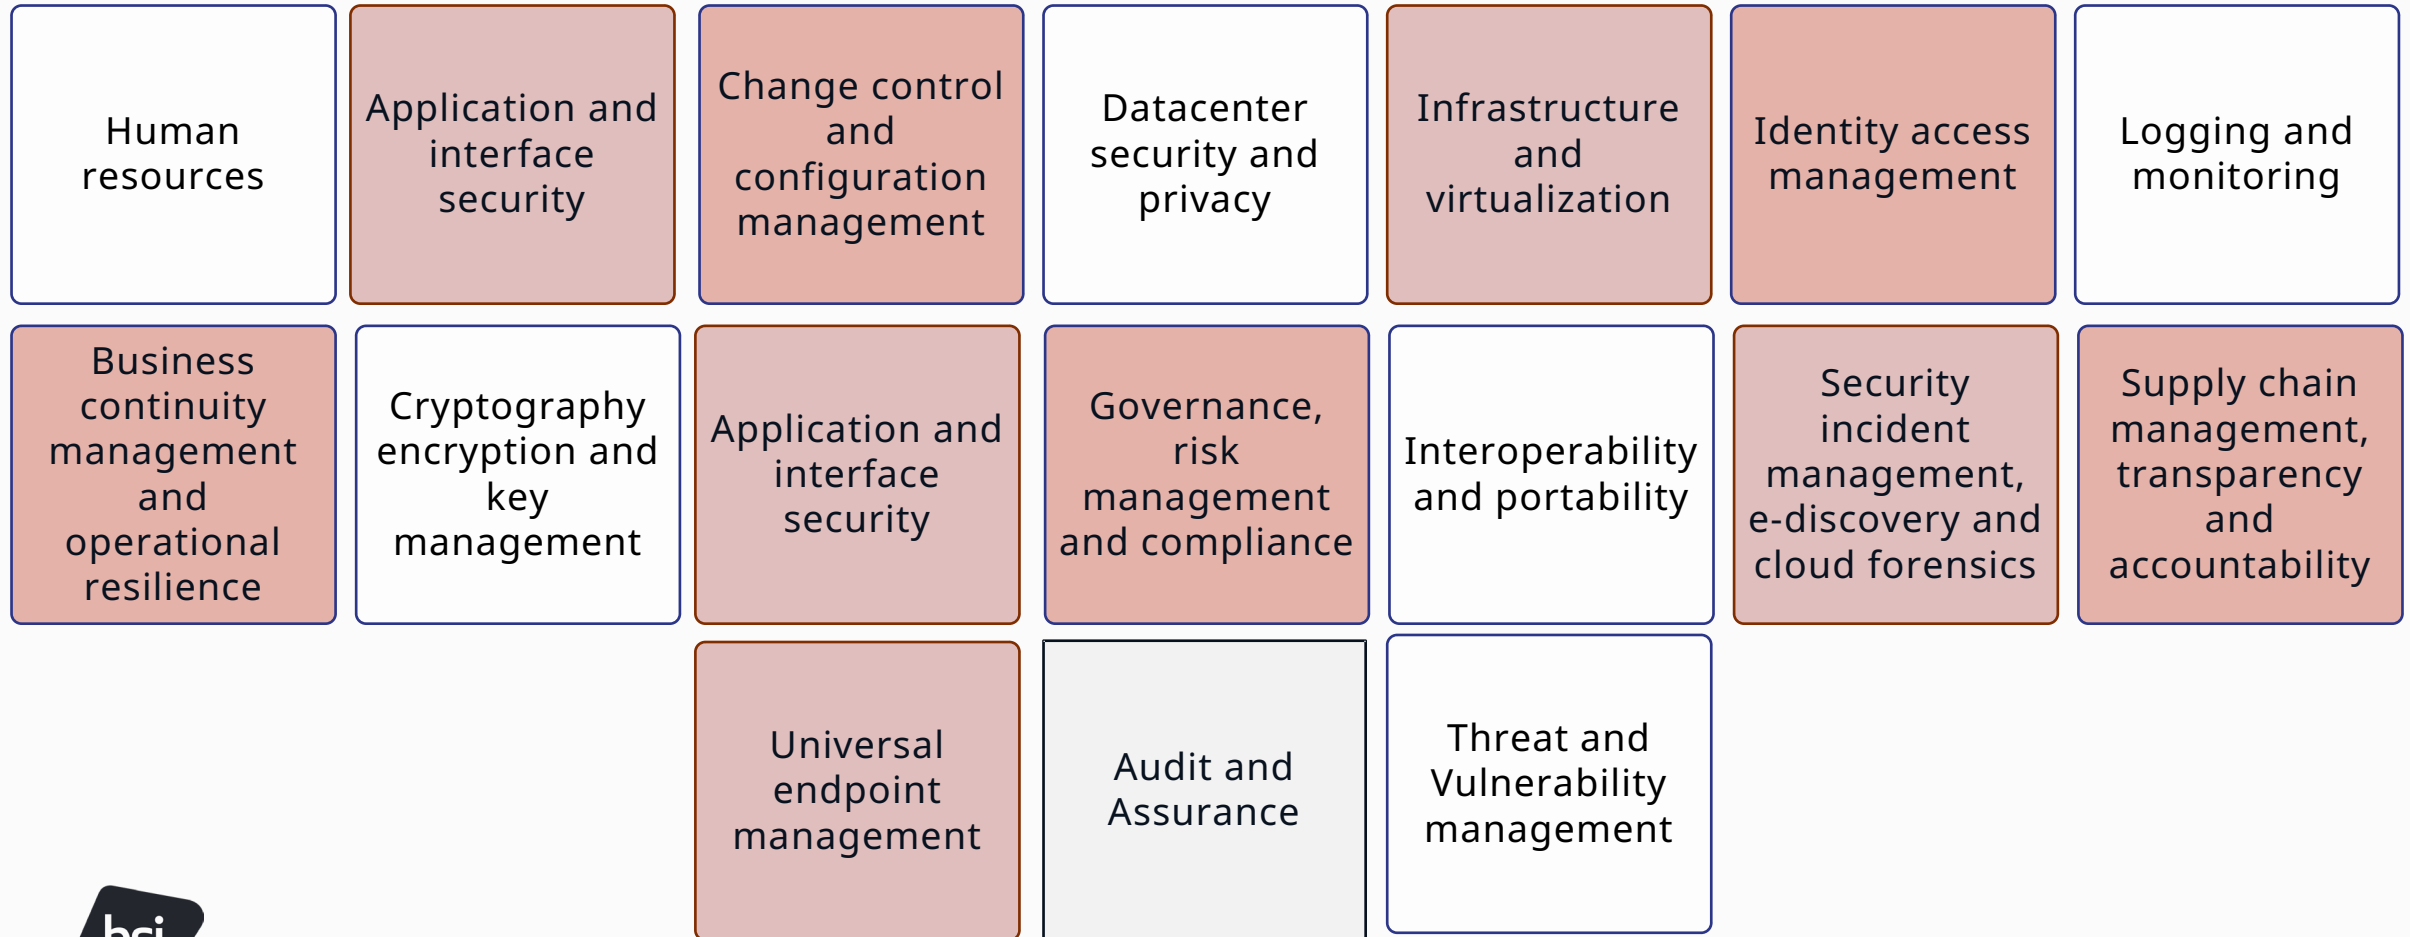 Human
resources
Application and
interface
security
Change control
and
configuration
management
Datacenter
security and
privacy
Infrastructure
and
virtualization
Identity access
management
Logging and
monitoring
Business
continuity
management
and
operational
resilience
Cryptography
encryption and
key
management
Application and
interface
security
Governance,
risk
management
and compliance
Interoperability
and portability
Security
incident
management,
e-discovery and
cloud forensics
Supply chain
management,
transparency
and
accountability
Universal
endpoint
management
Audit and
Assurance
Threat and
Vulnerability
management
bsi